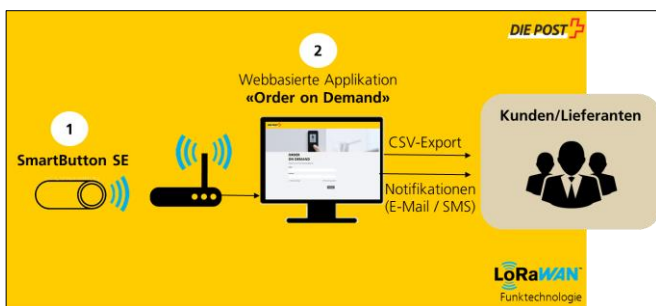 DIE POST
2
Webbasierte Applikation
«Order on Demand»
1
SmartButton SE
CSV-Export
Notifikationen
(E-Mail / SMS)
Kunden/Lieferanten
LoRaWAN
Funktechnologie